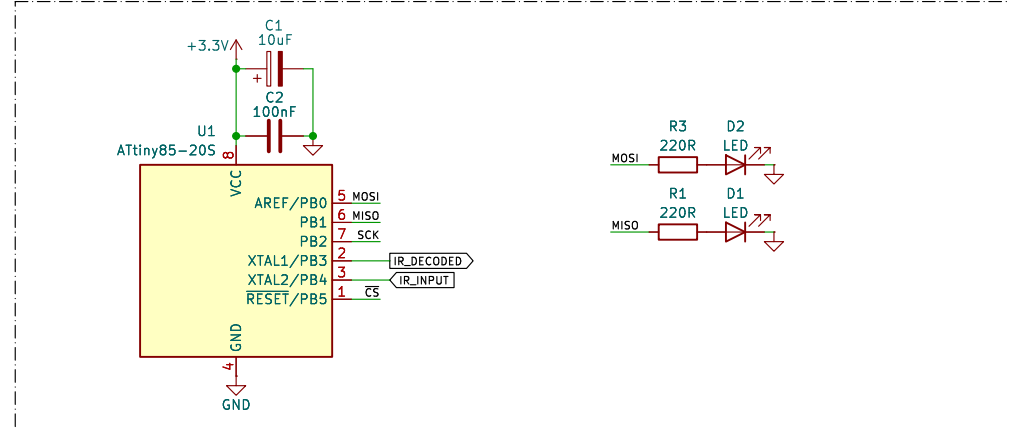 C1
10uF
+3.3V
+
C2
100nF
U1
ATtiny85-20S
8
VCC
AREF/PB0 5 MOSI
PB1 6 MISO
PB2 7 SCK
XTAL1/PB3 2 IR_DECODED
XTAL2/PB4 3 IR_INPUT
RESET/PB5 1 CS
GND
4
GND
R3
220R
D2
LED
MOSI
R1
220R
D1
LED
MISO